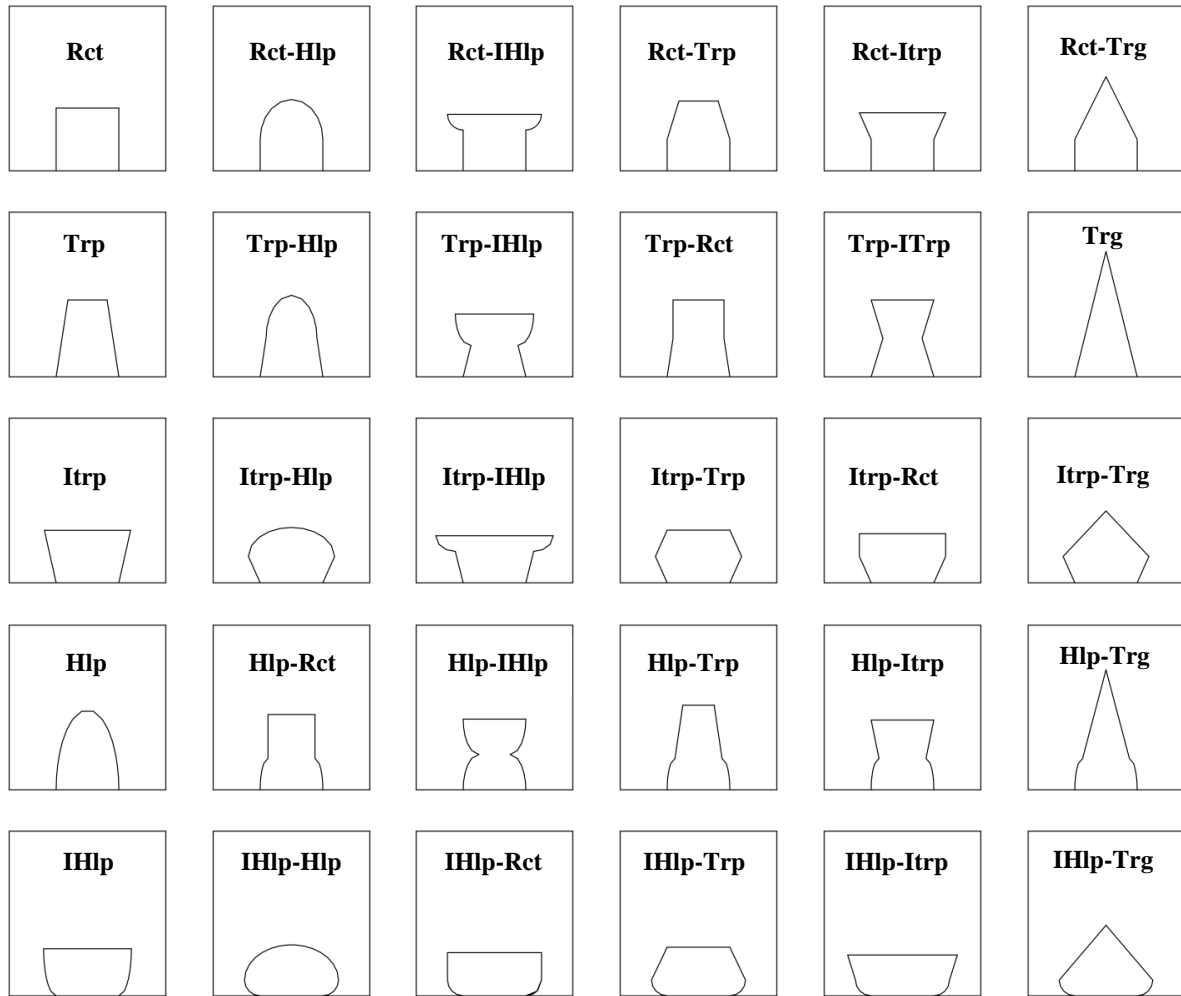 Rct Rct-Hlp Rct-IHlp Rct-Trp Rct-Itrp Rct-Trg
Trp Trp-Hlp Trp-IHlp Trp-Rct Trp-ITrp Trg
Itrp Itrp-Hlp Itrp-IHlp Itrp-Trp Itrp-Rct Itrp-Trg
Hlp Hlp-Rct Hlp-IHlp Hlp-Trp Hlp-Itrp Hlp-Trg
IHlp IHlp-Hlp IHlp-Rct IHlp-Trp IHlp-Itrp IHlp-Trg